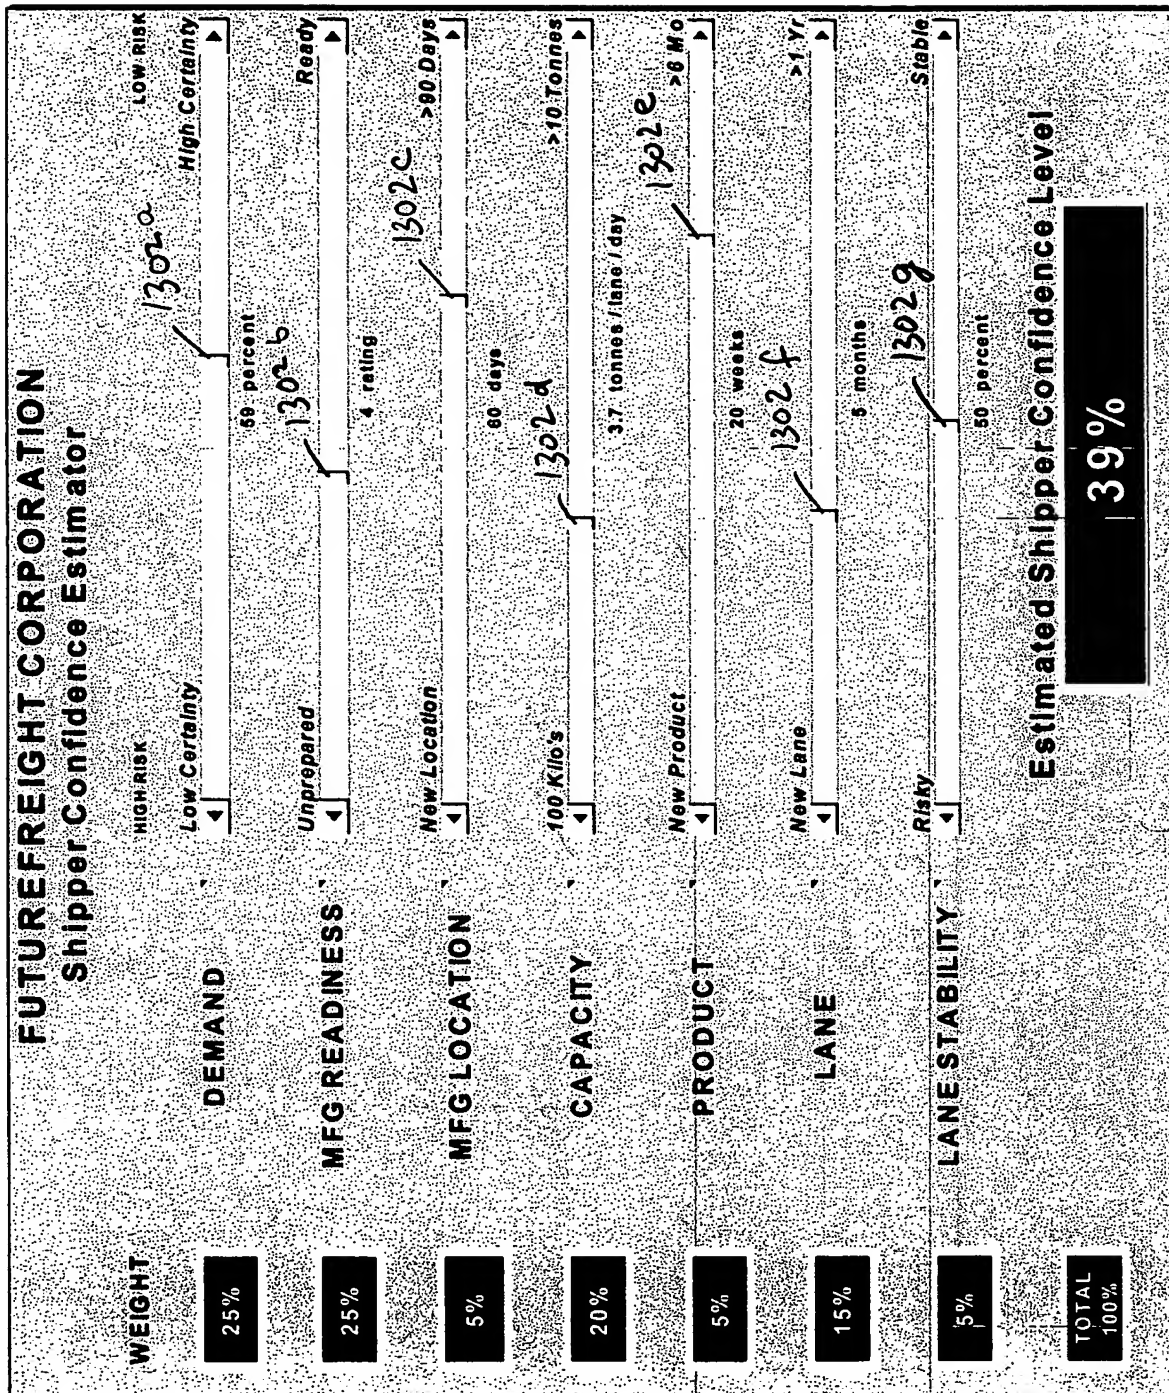 FUTUREFREIGHT CORPORATION
Shipper Confidence Estimator
WEIGHT
HIGH RISK
LOW RISK
25%
DEMAND
Low Certainty
High Certainty
1302a
59 percent
25%
MFG READINESS
Unprepared
Ready
1302b
4 rating
5%
MFG LOCATION
New Location
>90 Days
1302c
60 days
20%
CAPACITY
100 Kilo's
>10 Tonnes
1302d
3.7 tonnes / lane / day
5%
PRODUCT
New Product
>6 Mo
1302e
20 weeks
15%
LANE
New Lane
>1 Yr
1302f
5 months
5%
LANE STABILITY
Risky
Stable
1302g
50 percent
TOTAL
100%
Estimated Shipper Confidence Level
39%